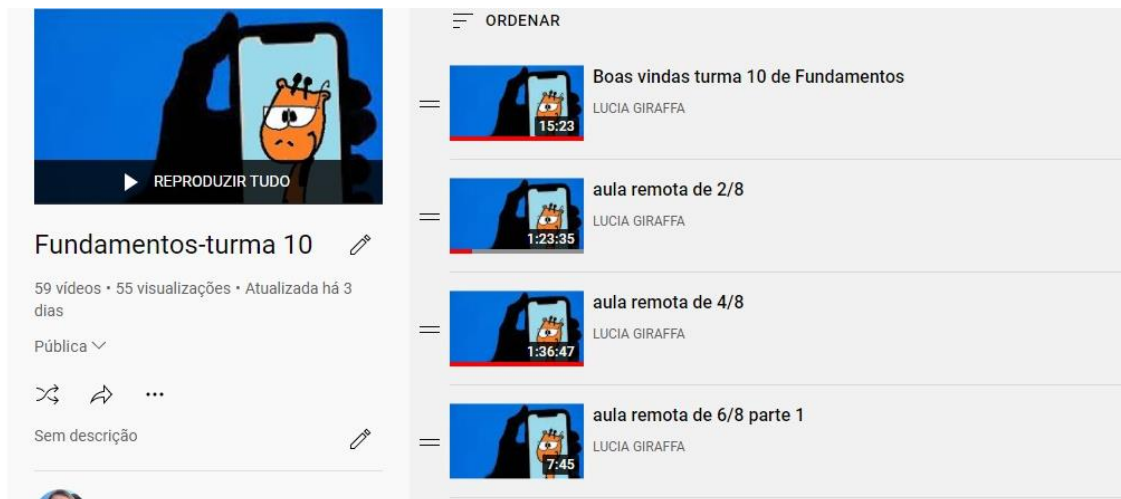 REPRODUZIR TUDO
Fundamentos-turma 10
59 vídeos • 55 visualizações • Atualizada há 3
dias
Pública
Sem descrição
ORDENAR
Boas vindas turma 10 de Fundamentos
LUCIA GIRAFFA
15:23
aula remota de 2/8
LUCIA GIRAFFA
1:23:35
aula remota de 4/8
LUCIA GIRAFFA
1:36:47
aula remota de 6/8 parte 1
LUCIA GIRAFFA
7:45